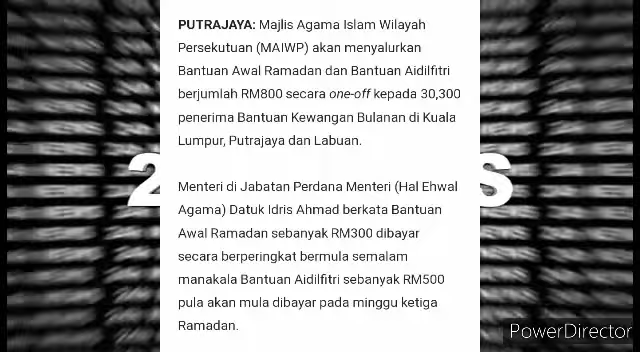 PUTRAJAYA: Majlis Agama Islam Wilayah
Persekutuan (MAIWP) akan menyalurkan
Bantuan Awal Ramadan dan Bantuan Aidilfitri
berjumlah RM800 secara one-off kepada 30,300
penerima Bantuan Kewangan Bulanan di Kuala
Lumpur, Putrajaya dan Labuan.
Menteri di Jabatan Perdana Menteri (Hal Ehwal
Agama) Datuk Idris Ahmad berkata Bantuan
Awal Ramadan sebanyak RM300 dibayar
secara berperingkat bermula semalam
manakala Bantuan Aidilfitri sebanyak RM500
pula akan mula dibayar pada minggu ketiga
Ramadan.
PowerDirector